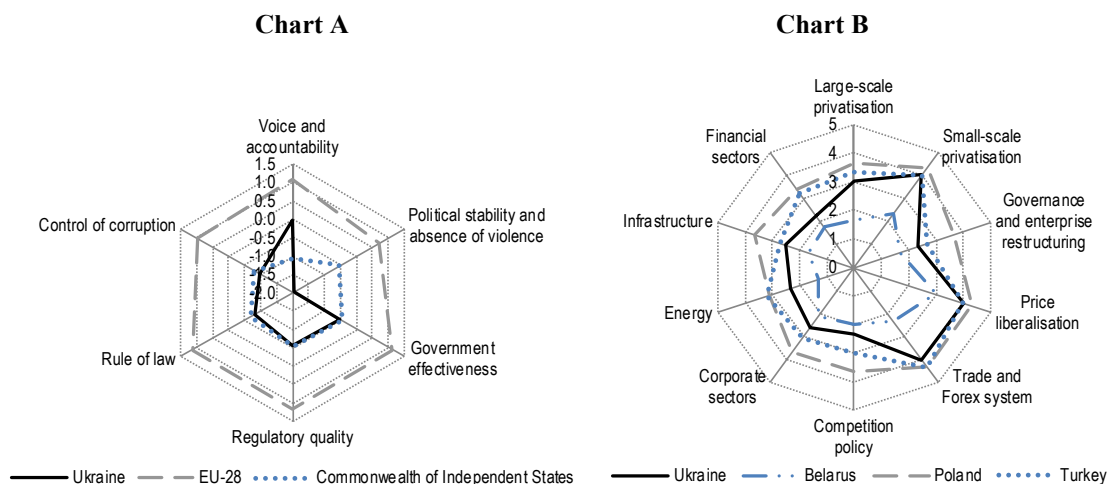 Chart A
Voice and
accountability
1.5
1.0
0.5
0.0
-0.5
-1.0
-1.5
-2.0
Political stability and
absence of violence
Government
effectiveness
Regulatory quality
Rule of law
Control of corruption
Ukraine
EU-28
Commonwealth of Independent States
Chart B
Large-scale
privatisation
5
4
3
2
1
0
Small-scale
privatisation
Governance
and enterprise
restructuring
Price
liberalisation
Trade and
Forex system
Competition
policy
Corporate
sectors
Energy
Infrastructure
Financial
sectors
Ukraine
Belarus
Poland
Turkey